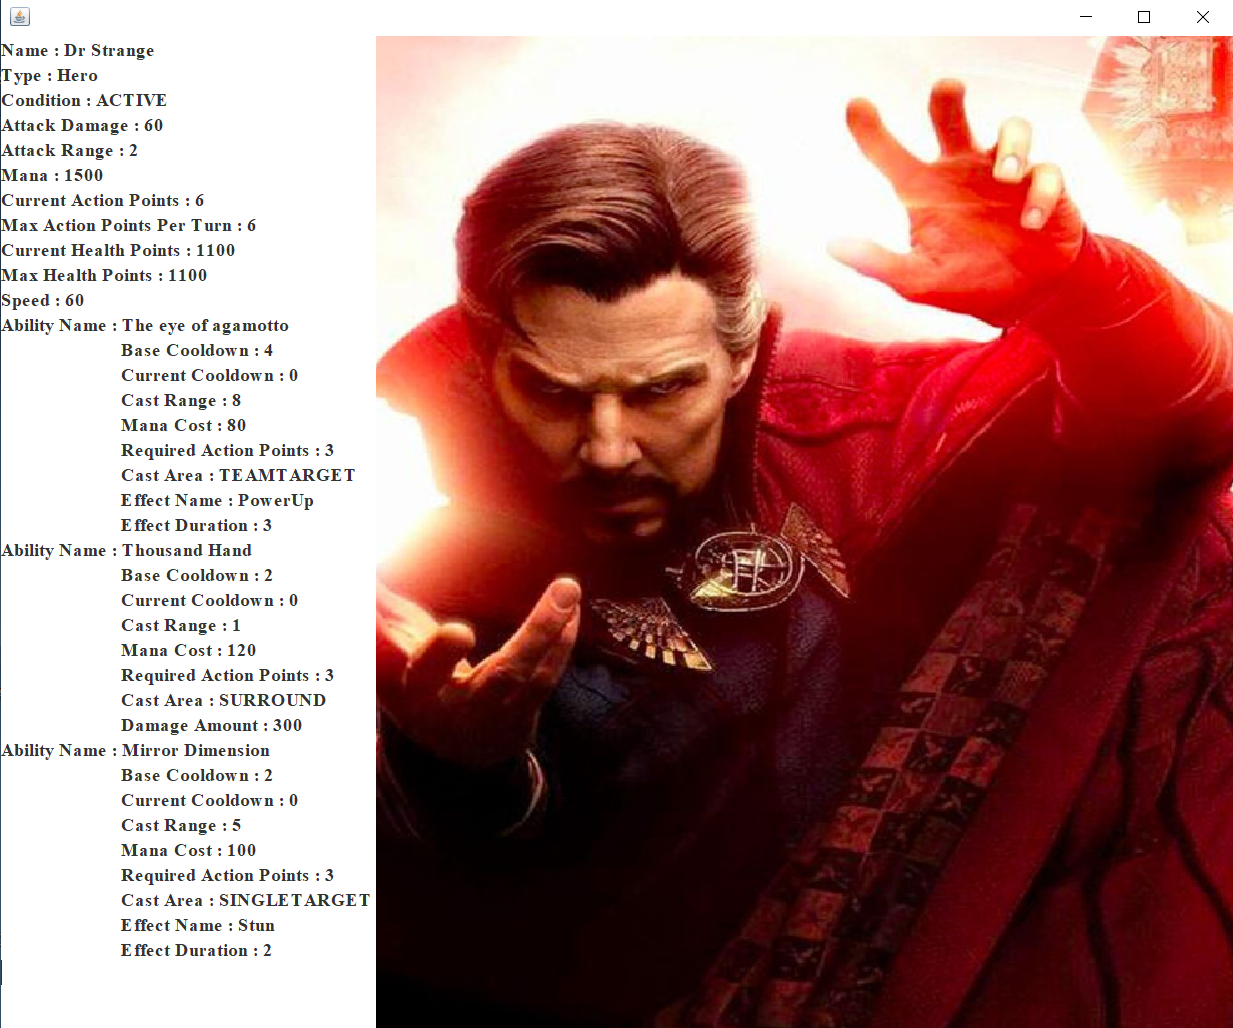 Name : Dr Strange
Type : Hero
Condition : ACTIVE
Attack Damage : 60
Attack Range : 2
Mana : 1500
Current Action Points : 6
Max Action Points Per Turn : 6
Current Health Points : 1100
Max Health Points : 1100
Speed : 60
Ability Name : The eye of agamotto
Base Cooldown : 4
Current Cooldown : 0
Cast Range : 8
Mana Cost : 80
Required Action Points : 3
Cast Area : TEAMTARGET
Effect Name : PowerUp
Effect Duration : 3
Ability Name : Thousand Hand
Base Cooldown : 2
Current Cooldown : 0
Cast Range : 1
Mana Cost : 120
Required Action Points : 3
Cast Area : SURROUND
Damage Amount : 300
Ability Name : Mirror Dimension
Base Cooldown : 2
Current Cooldown : 0
Cast Range : 5
Mana Cost : 100
Required Action Points : 3
Cast Area : SINGLETARGET
Effect Name : Stun
Effect Duration : 2